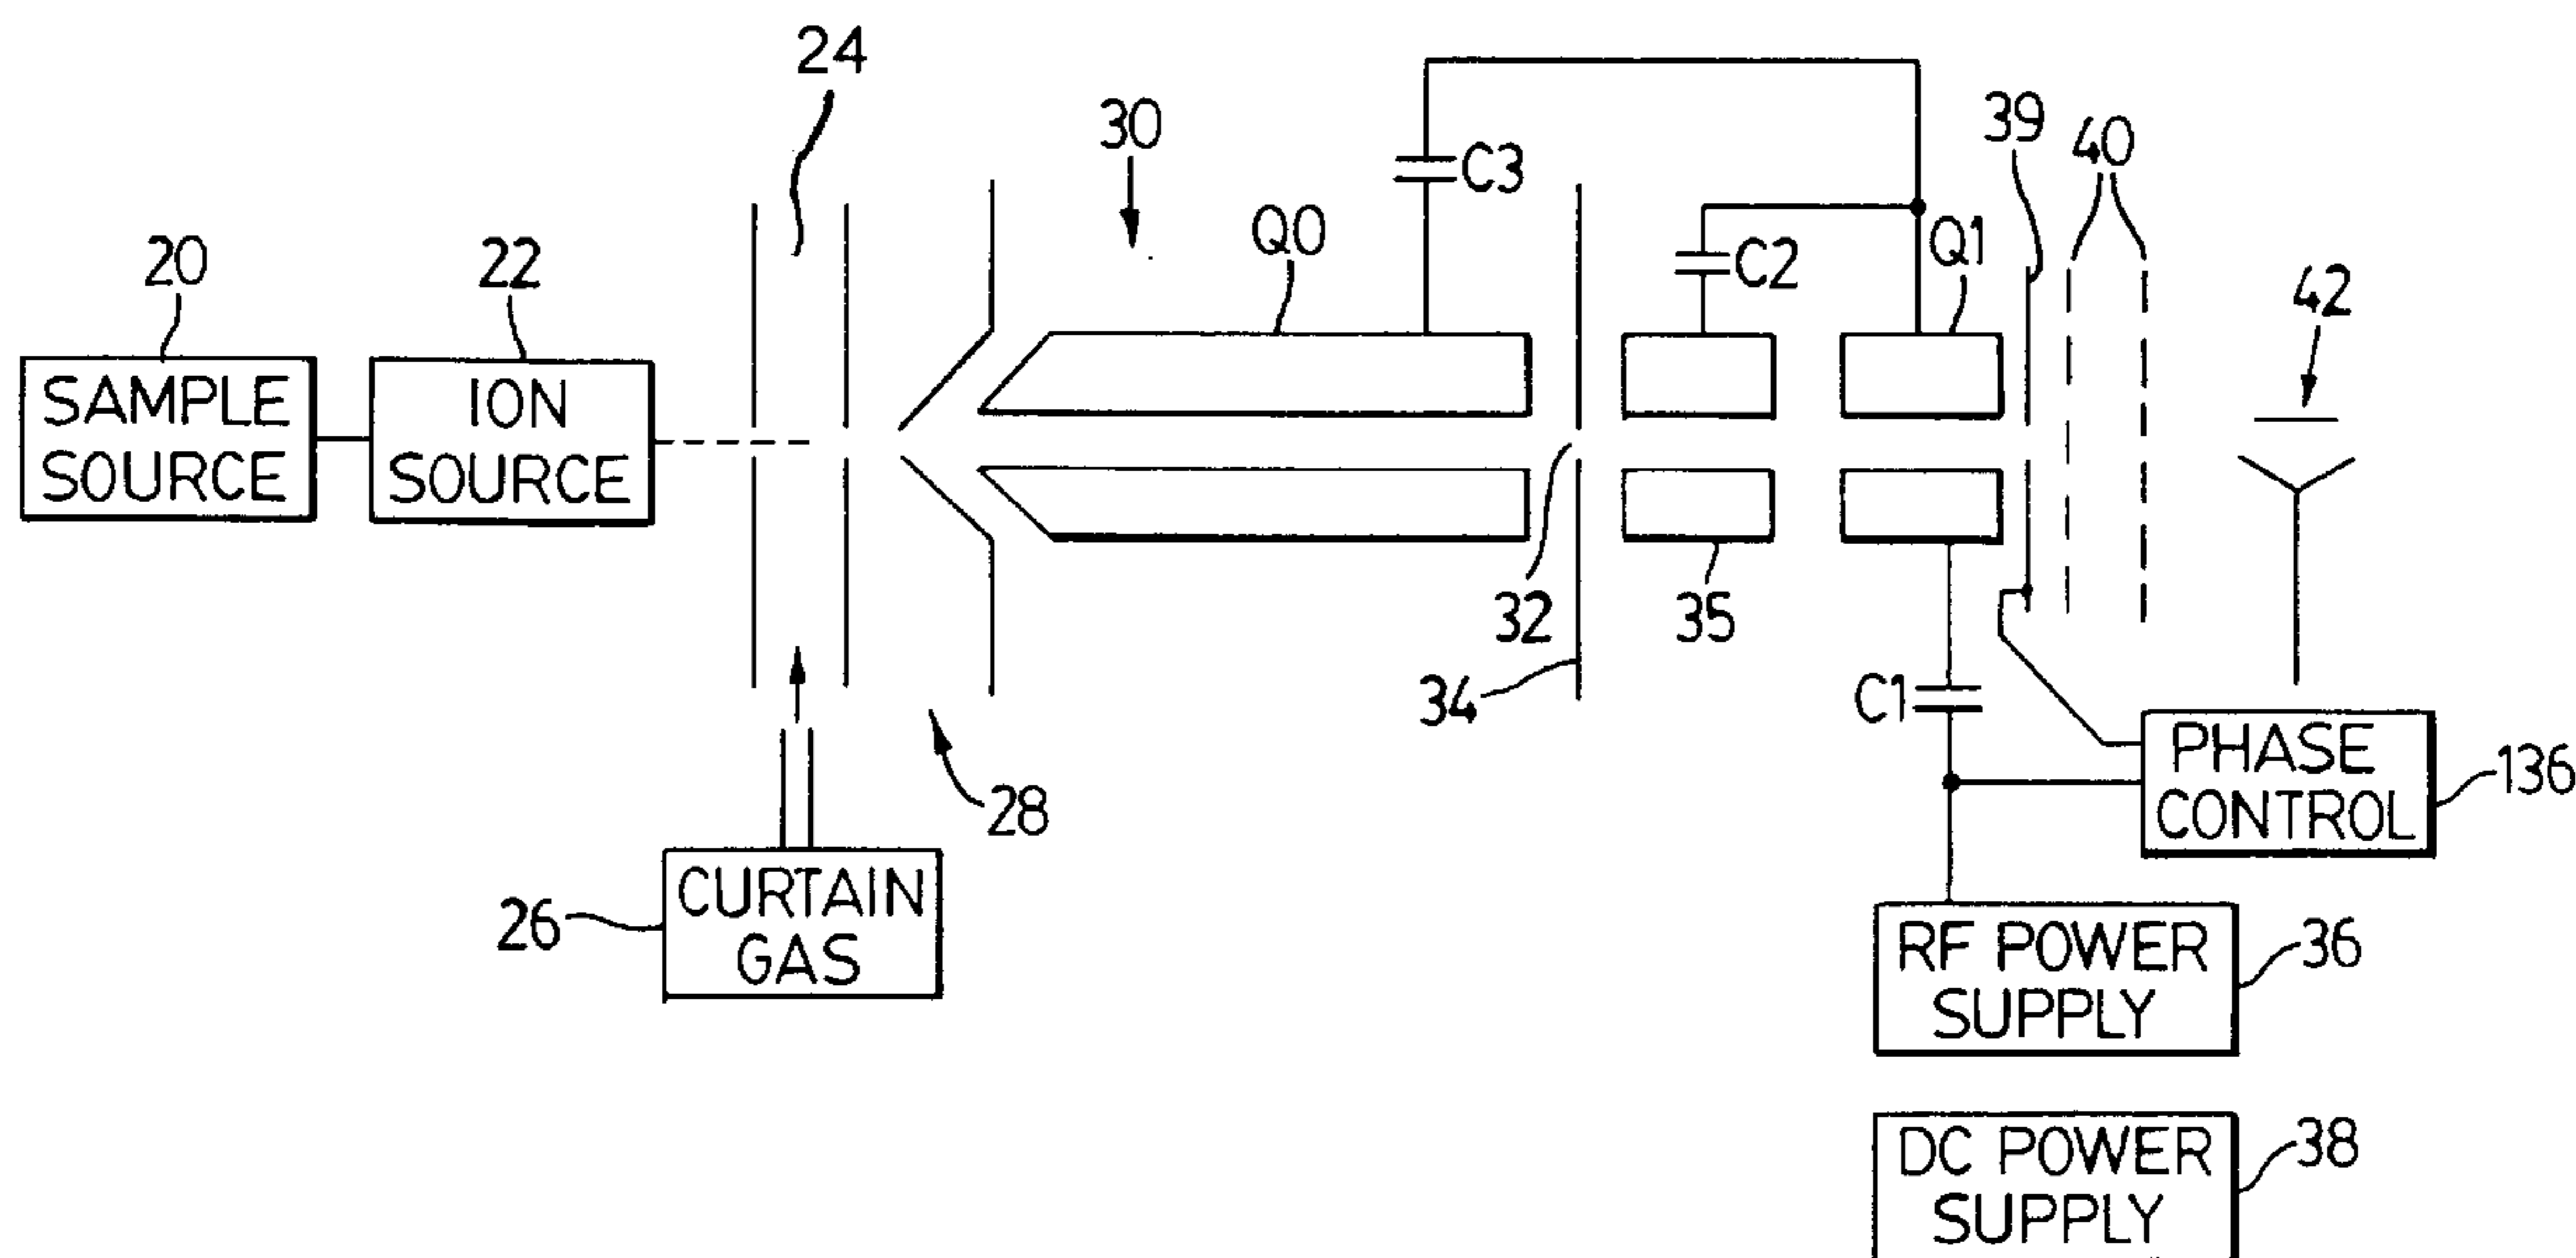 24
30
C3
39
40
20
22
Q0
C2
Q1
42
SAMPLE
SOURCE
ION
SOURCE
32
35
34
C1
28
PHASE
CONTROL
136
26
CURTAIN
GAS
RF POWER
SUPPLY
36
DC POWER
SUPPLY
38